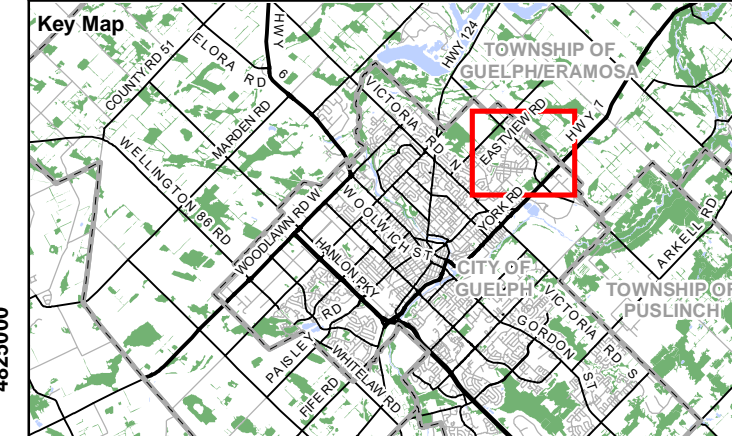 Key Map
HWY 6
HWY 124
TOWNSHIP OF
GUELPH/ERAMOSA
COUNTY RD 51
ELORA RD
MARDEN RD
VICTORIA RD N
EASTVIEW RD
HWY 7
WELLINGTON 86 RD
WOODLAWN RD W
WOOLWICH ST
YORK RD
ARKELL RD
HANLON PKY
CITY OF
GUELPH
TOWNSHIP OF
PUSLINCH
VICTORIA RD S
GORDON ST
PAISLEY RD
WHITELAW RD
FIFE RD
4825000